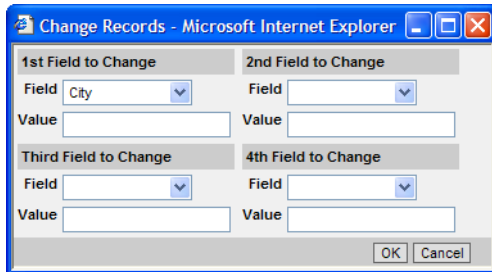 Change Records - Microsoft Internet Explorer
1st Field to Change 2nd Field to Change
Field City Field
Value Value
Third Field to Change 4th Field to Change
Field Field
Value Value
OK Cancel